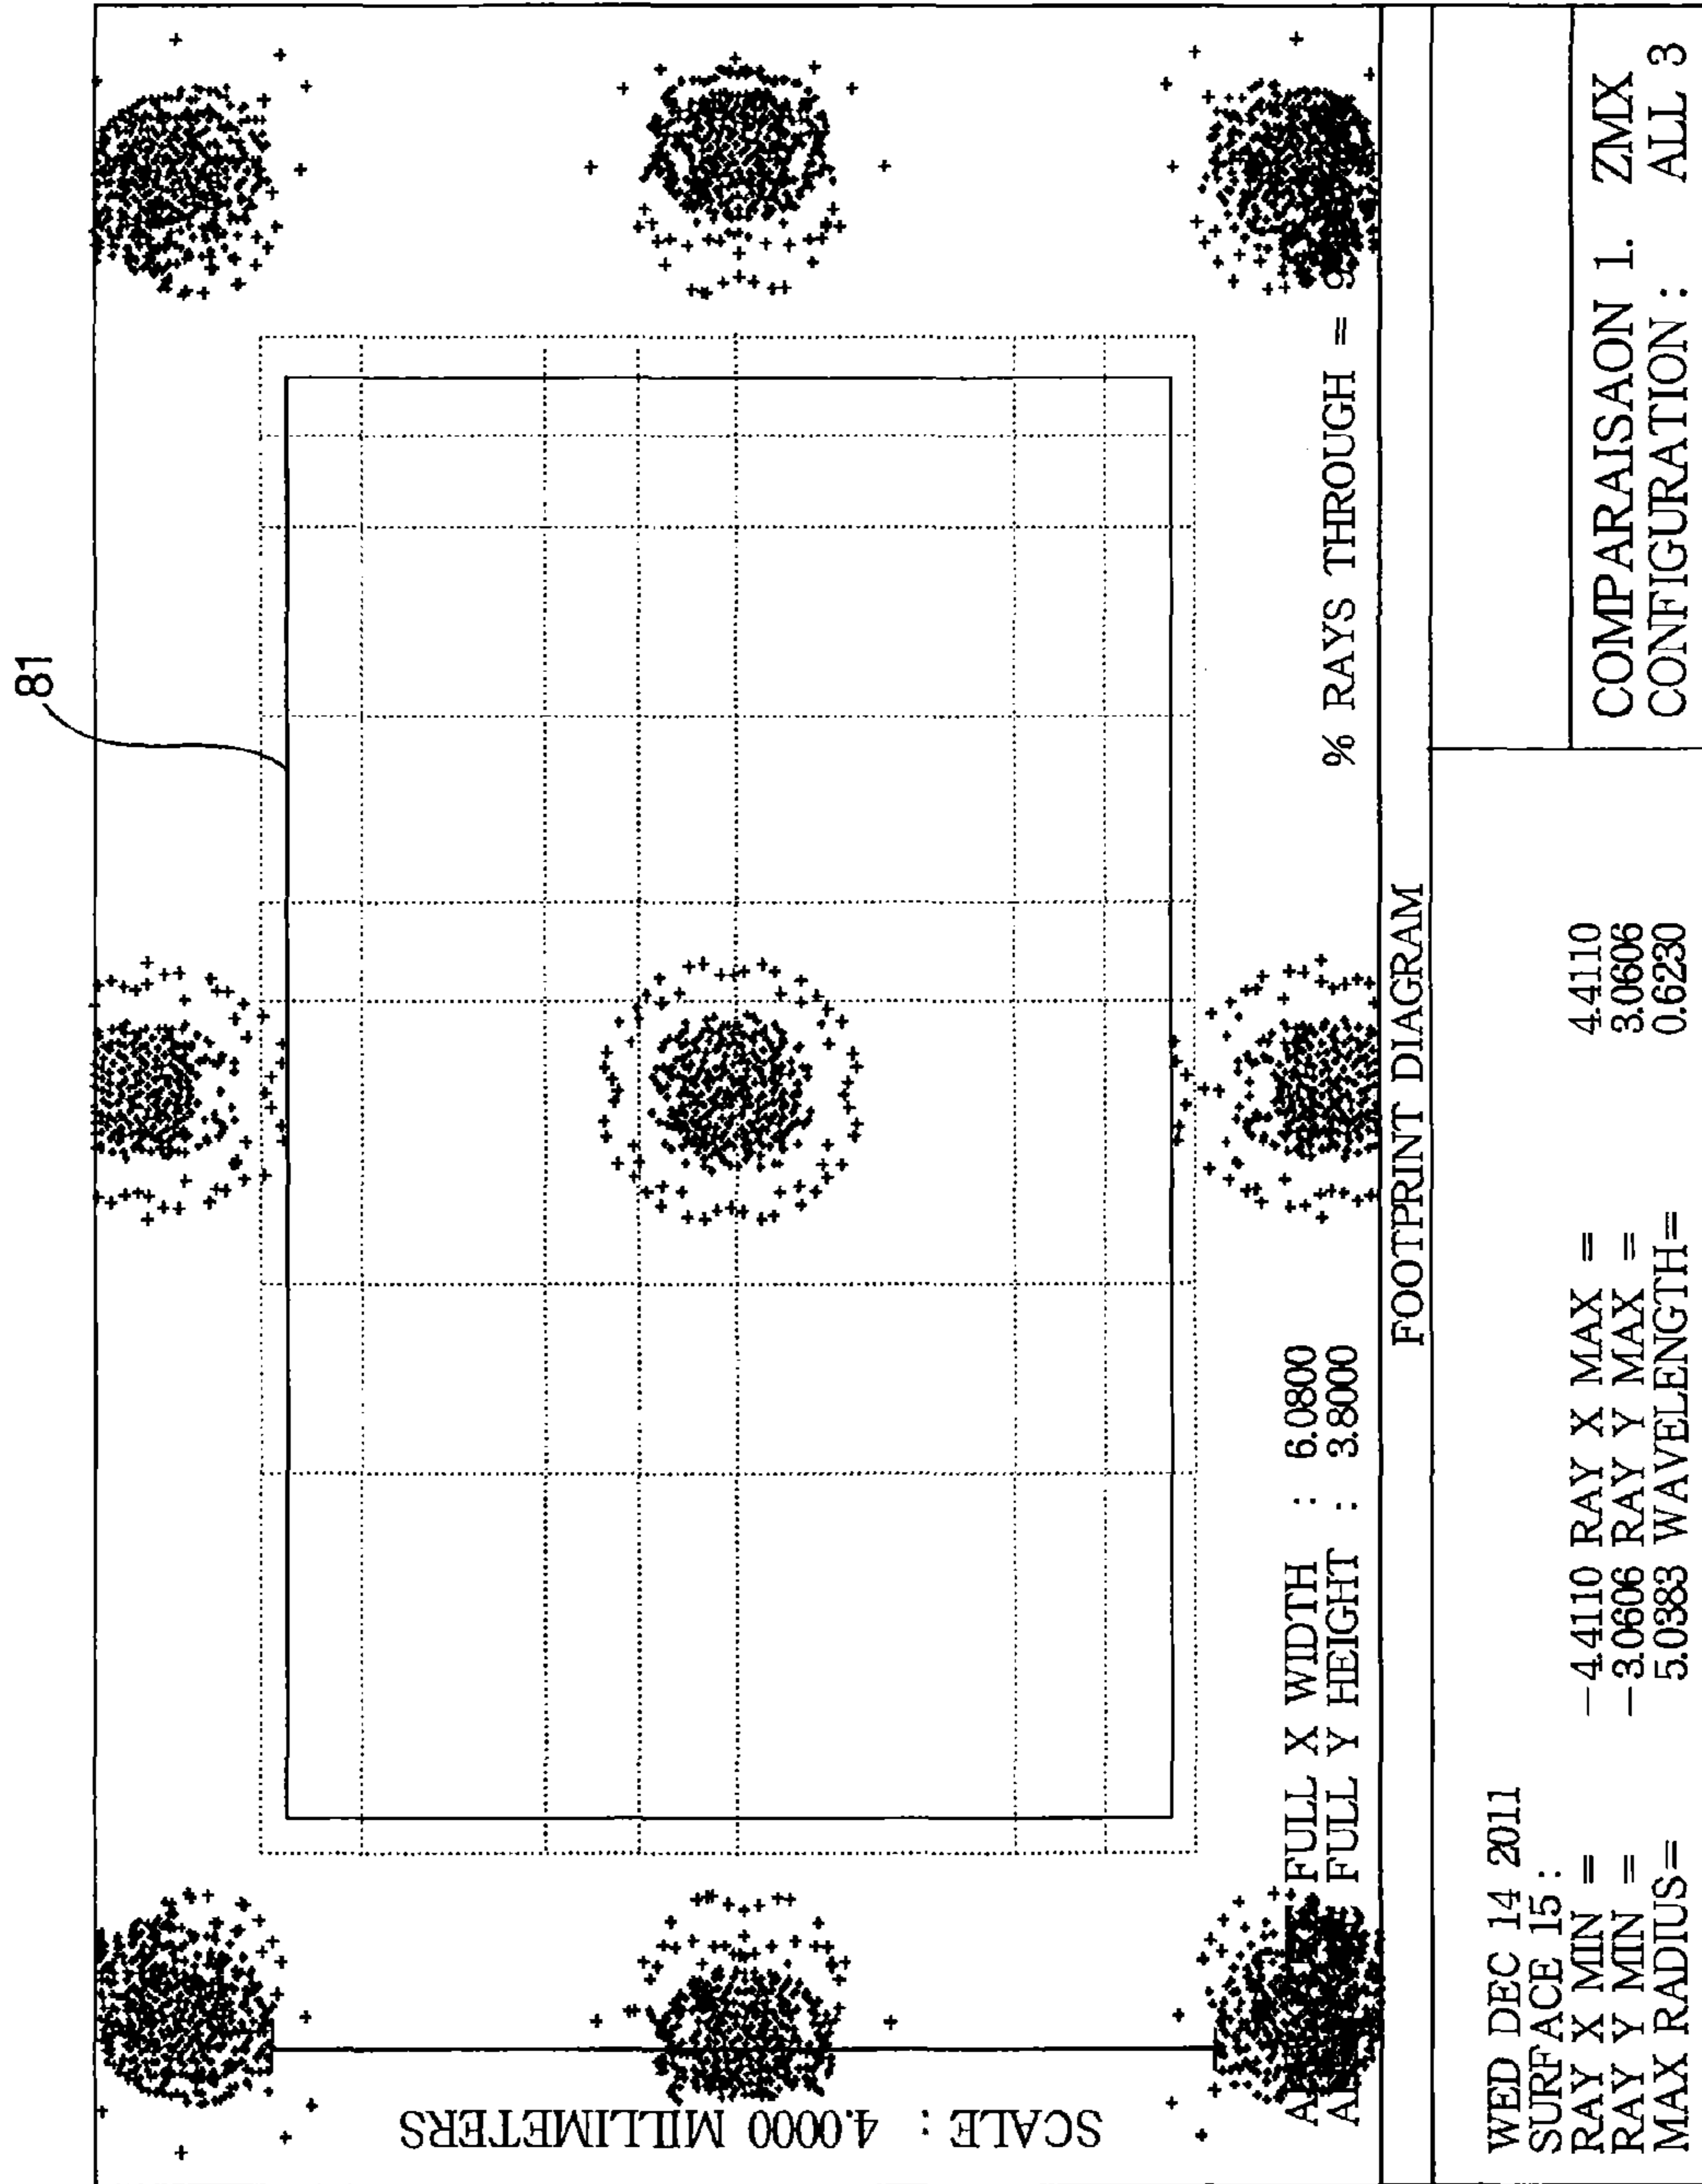 81
SCALE : 4.0000 MILLIMETERS
FULL X WIDTH : 6.0800
FULL Y HEIGHT : 3.8000
% RAYS THROUGH =
FOOTPRINT DIAGRAM
WED DEC 14 2011
SURFACE 15 :
RAY X MIN = −4.4110 RAY X MAX = 4.4110
RAY Y MIN = −3.0606 RAY Y MAX = 3.0606
MAX RADIUS= 5.0383 WAVELENGTH= 0.6230
COMPARAISAON 1. ZMX
CONFIGURATION : ALL 3